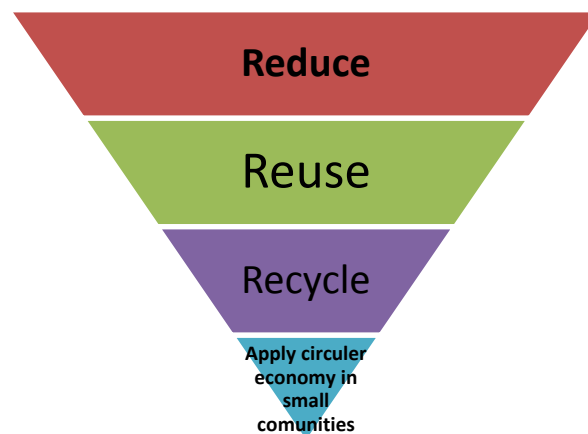 Reduce
Reuse
Recycle
Apply circuler
economy in
small
comunities